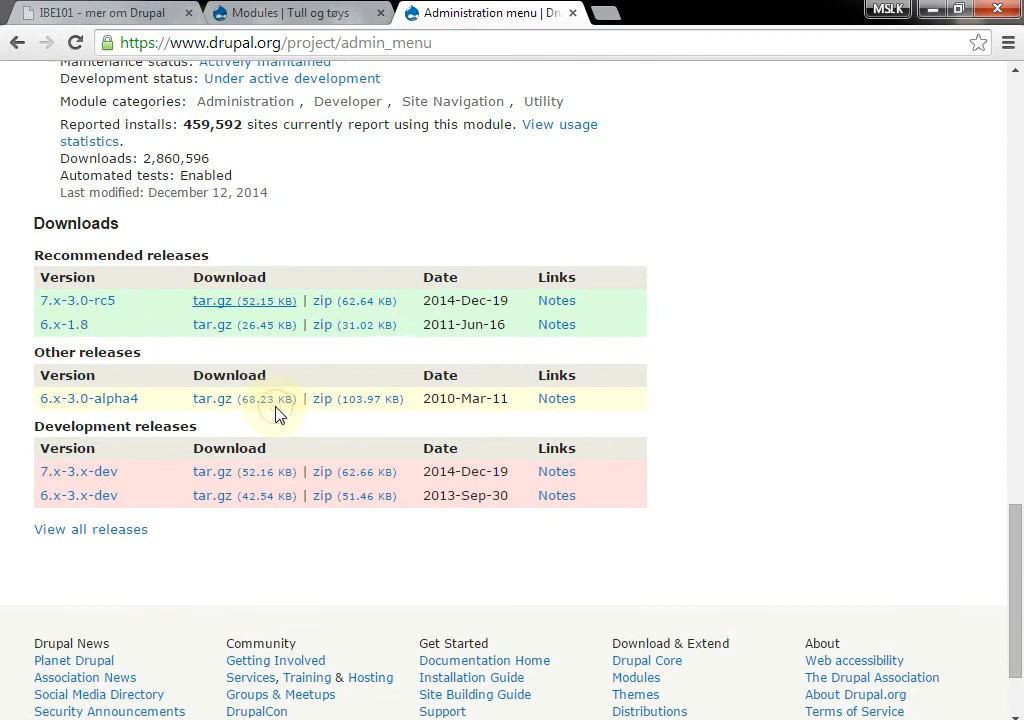 IBE101 - mer om Drupal
Modules | Tull og tøys
Administration menu | Dru
MSLK
https://www.drupal.org/project/admin_menu
Maintenance status: Actively maintained
Development status: Under active development
Module categories: Administration , Developer , Site Navigation , Utility
Reported installs: 459,592 sites currently report using this module. View usage
statistics.
Downloads: 2,860,596
Automated tests: Enabled
Last modified: December 12, 2014
Downloads
Recommended releases
Version Download Date Links
7.x-3.0-rc5 tar.gz (52.15 KB) | zip (62.64 KB) 2014-Dec-19 Notes
6.x-1.8 tar.gz (26.45 KB) | zip (31.02 KB) 2011-Jun-16 Notes
Other releases
Version Download Date Links
6.x-3.0-alpha4 tar.gz (68.23 KB) | zip (103.97 KB) 2010-Mar-11 Notes
Development releases
Version Download Date Links
7.x-3.x-dev tar.gz (52.16 KB) | zip (62.66 KB) 2014-Dec-19 Notes
6.x-3.x-dev tar.gz (42.54 KB) | zip (51.46 KB) 2013-Sep-30 Notes
View all releases
Drupal News Community Get Started Download & Extend About
Planet Drupal Getting Involved Documentation Home Drupal Core Web accessibility
Association News Services, Training & Hosting Installation Guide Modules The Drupal Association
Social Media Directory Groups & Meetups Site Building Guide Themes About Drupal.org
Security Announcements DrupalCon Support Distributions Terms of Service